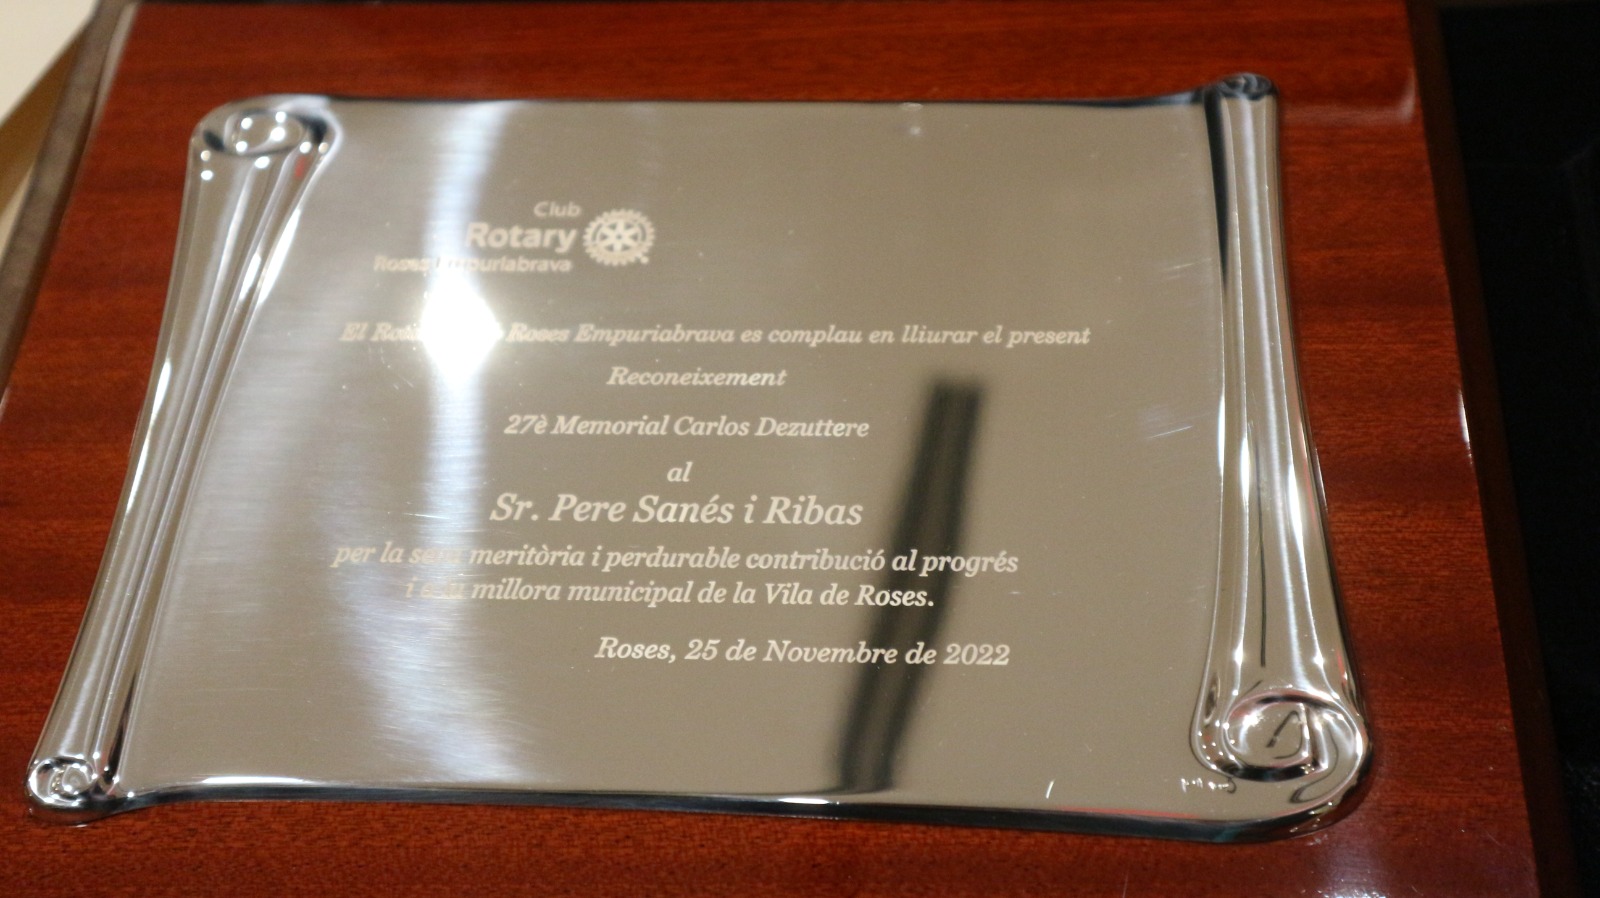 Club
Rotary
Roses Empuriabrava
El Roses Empuriabrava es complau en lliurar el present
Reconeixement
27è Memorial Carlos Dezuttere
al
Sr. Pere Sanés i Ribas
per la seva meritòria i perdurable contribució al progrés
i millora municipal de la Vila de Roses.
Roses, 25 de Novembre de 2022